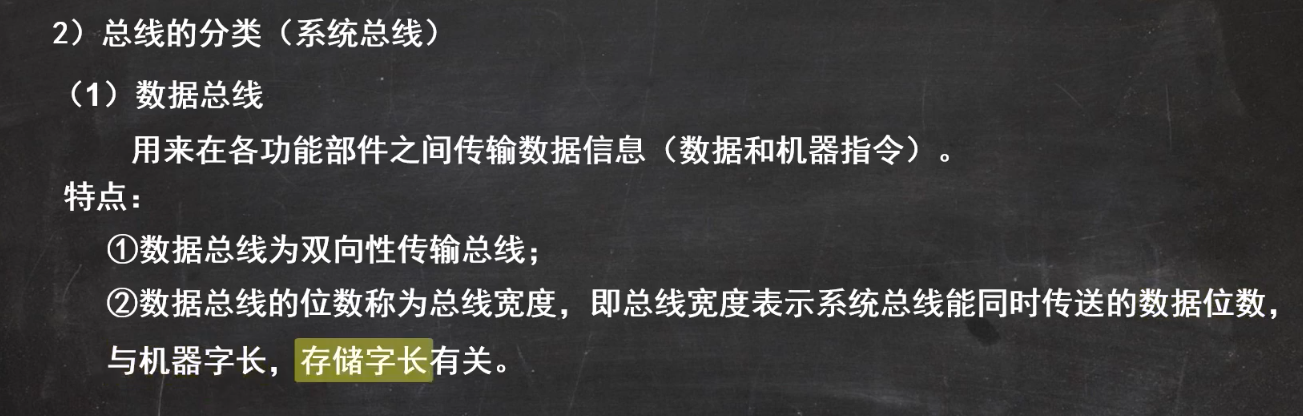 2）总线的分类（系统总线）
（1）数据总线
用来在各功能部件之间传输数据信息（数据和机器指令）。
特点：
①数据总线为双向性传输总线；
②数据总线的位数称为总线宽度，即总线宽度表示系统总线能同时传送的数据位数，
与机器字长，存储字长有关。